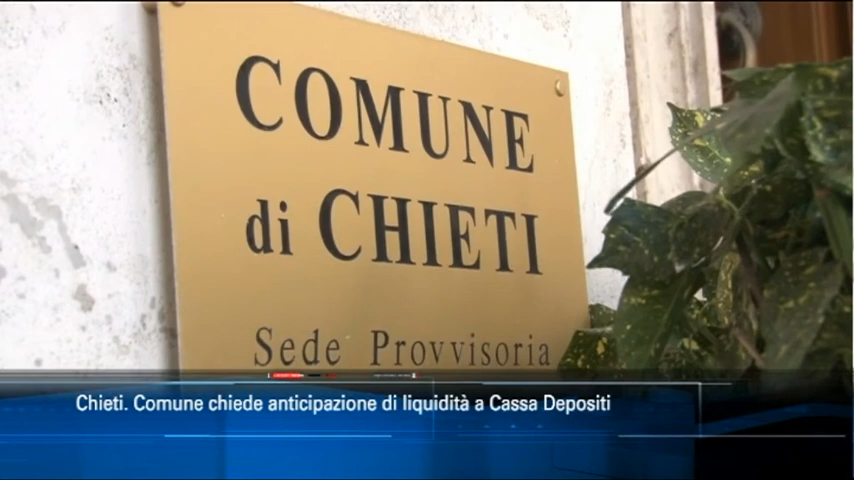 COMUNE
di CHIETI
Sede Provvisoria
Chieti. Comune chiede anticipazione di liquidità a Cassa Depositi